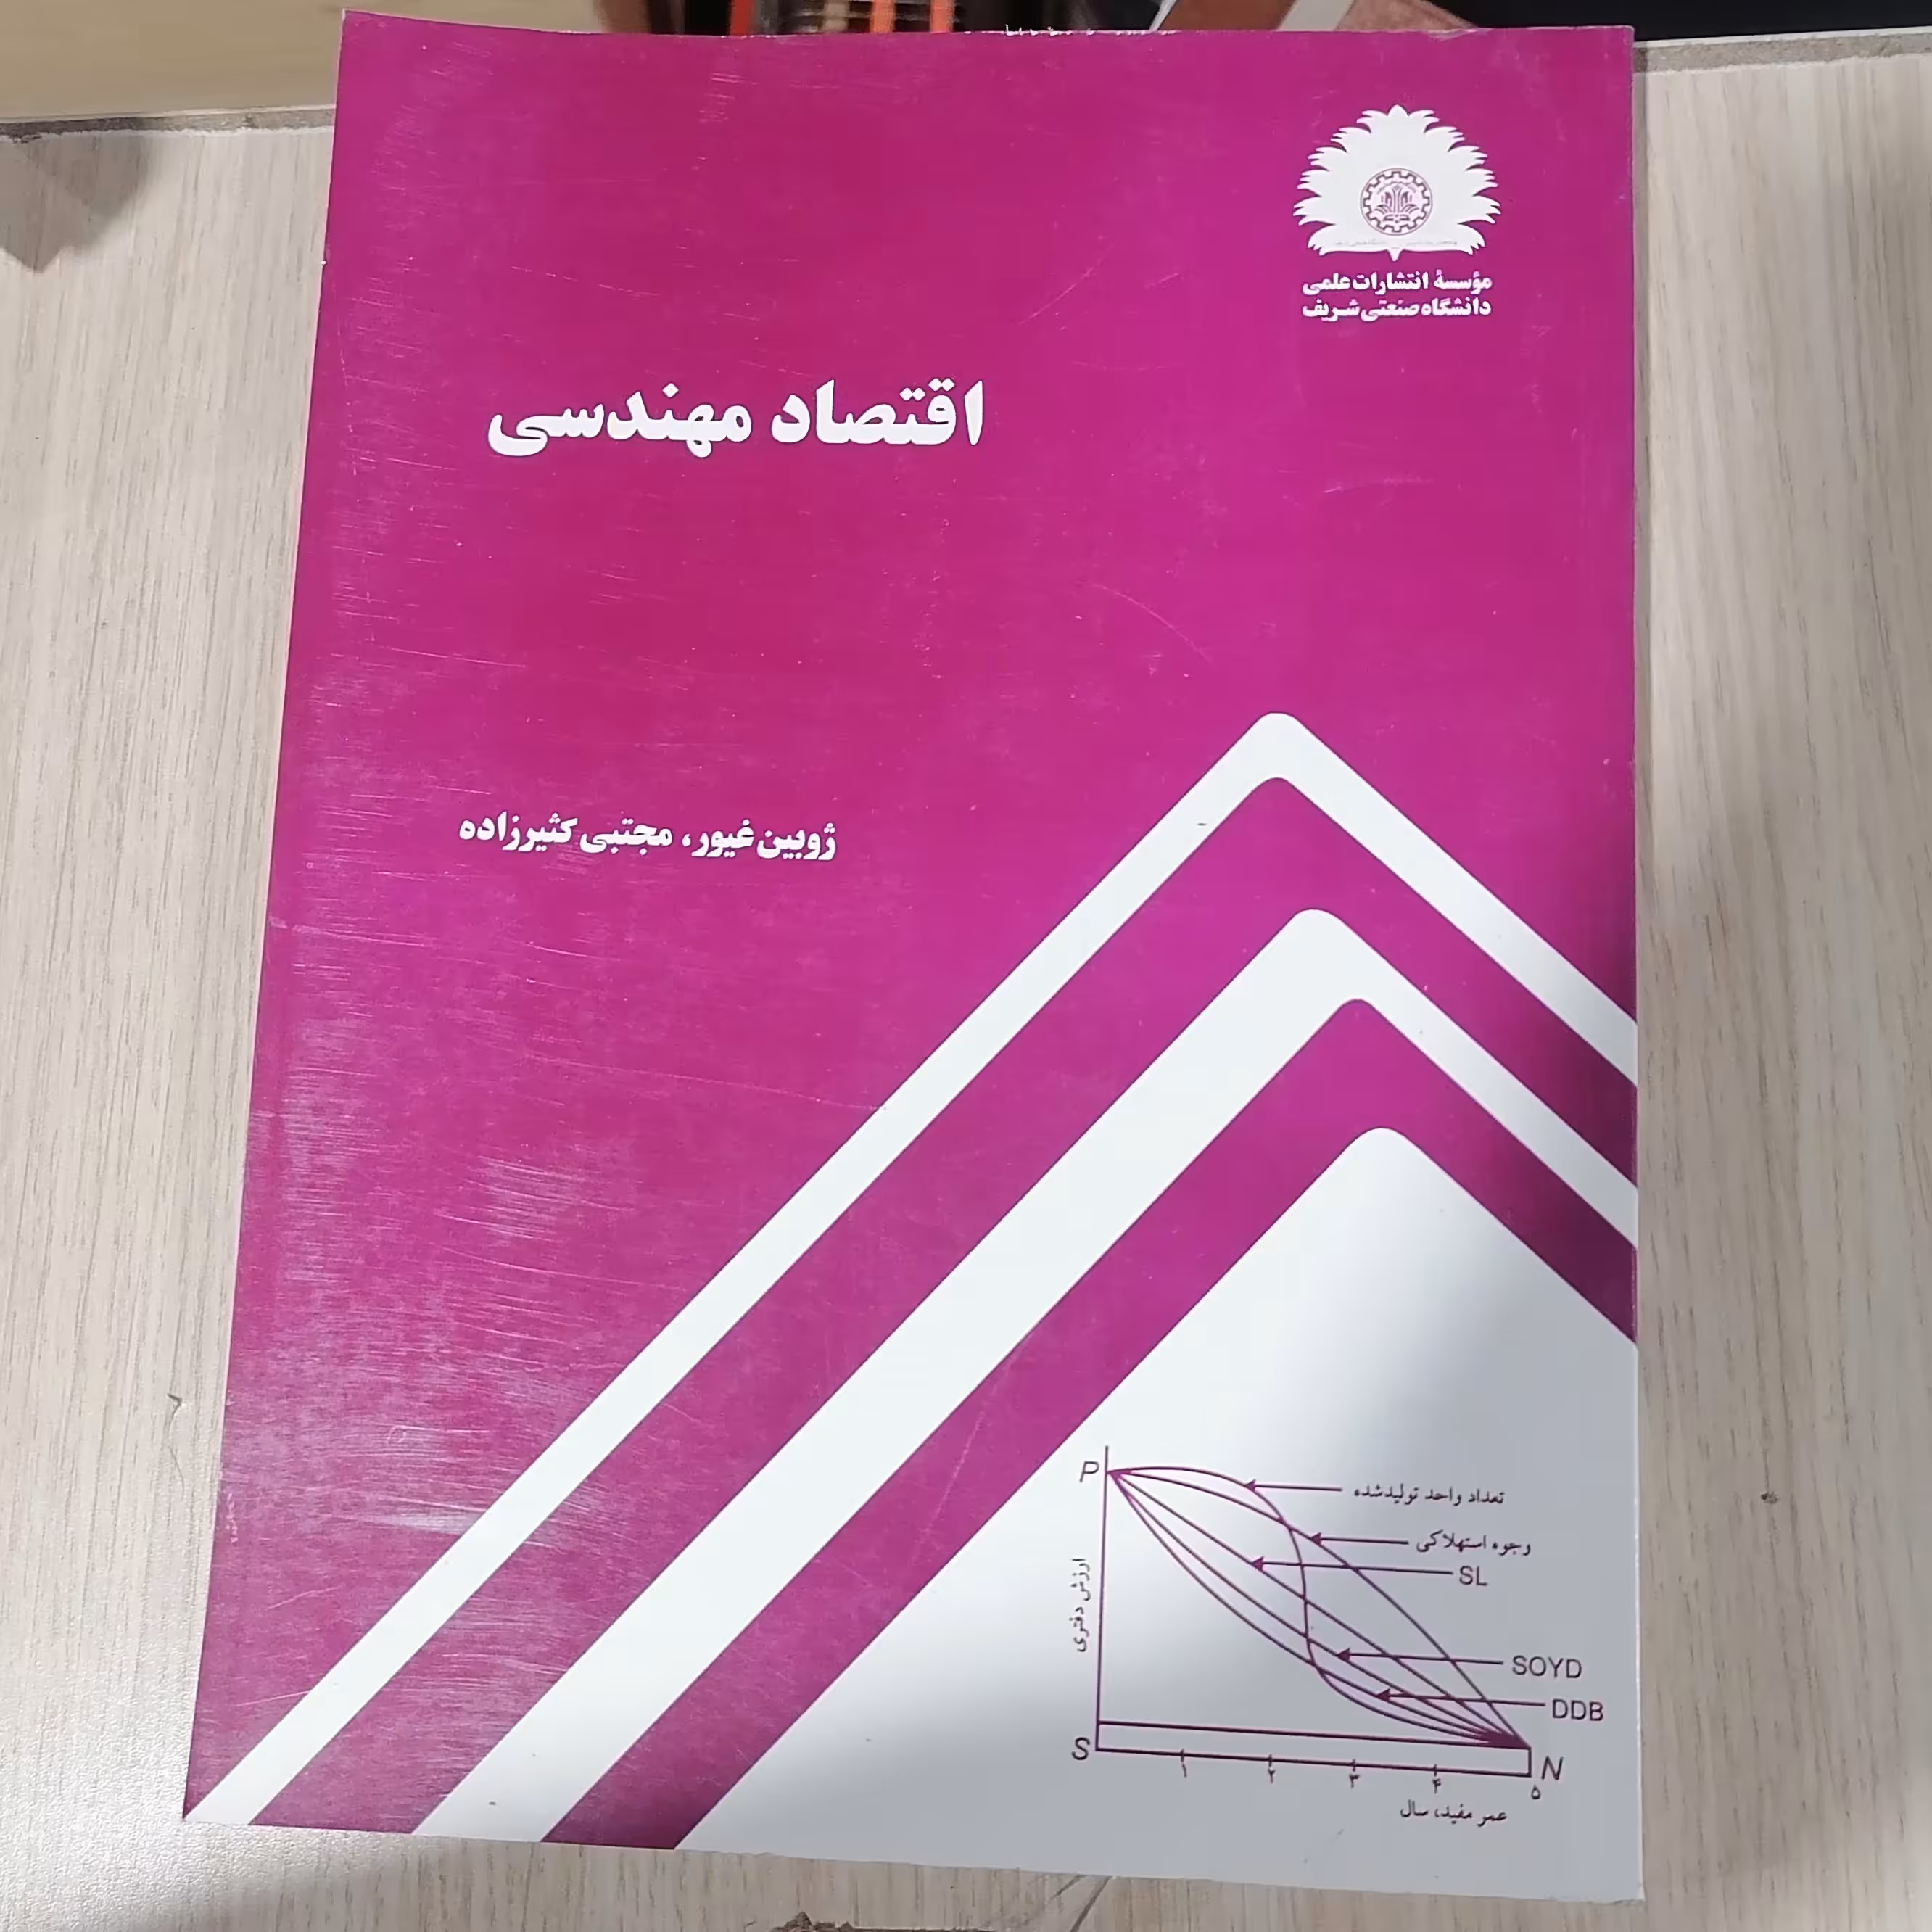 مؤسسهٔ انتشارات علمی
دانشگاه صنعتی شریف
اقتصاد مهندسی
ژوبین غیور، مجتبی کثیرزاده
P
تعداد واحد تولیدشده
وجوه استهلاکی
SL
ارزش دفتری
SOYD
DDB
S
N
۱ ۲ ۳ ۴ ۵
عمر مفید، سال